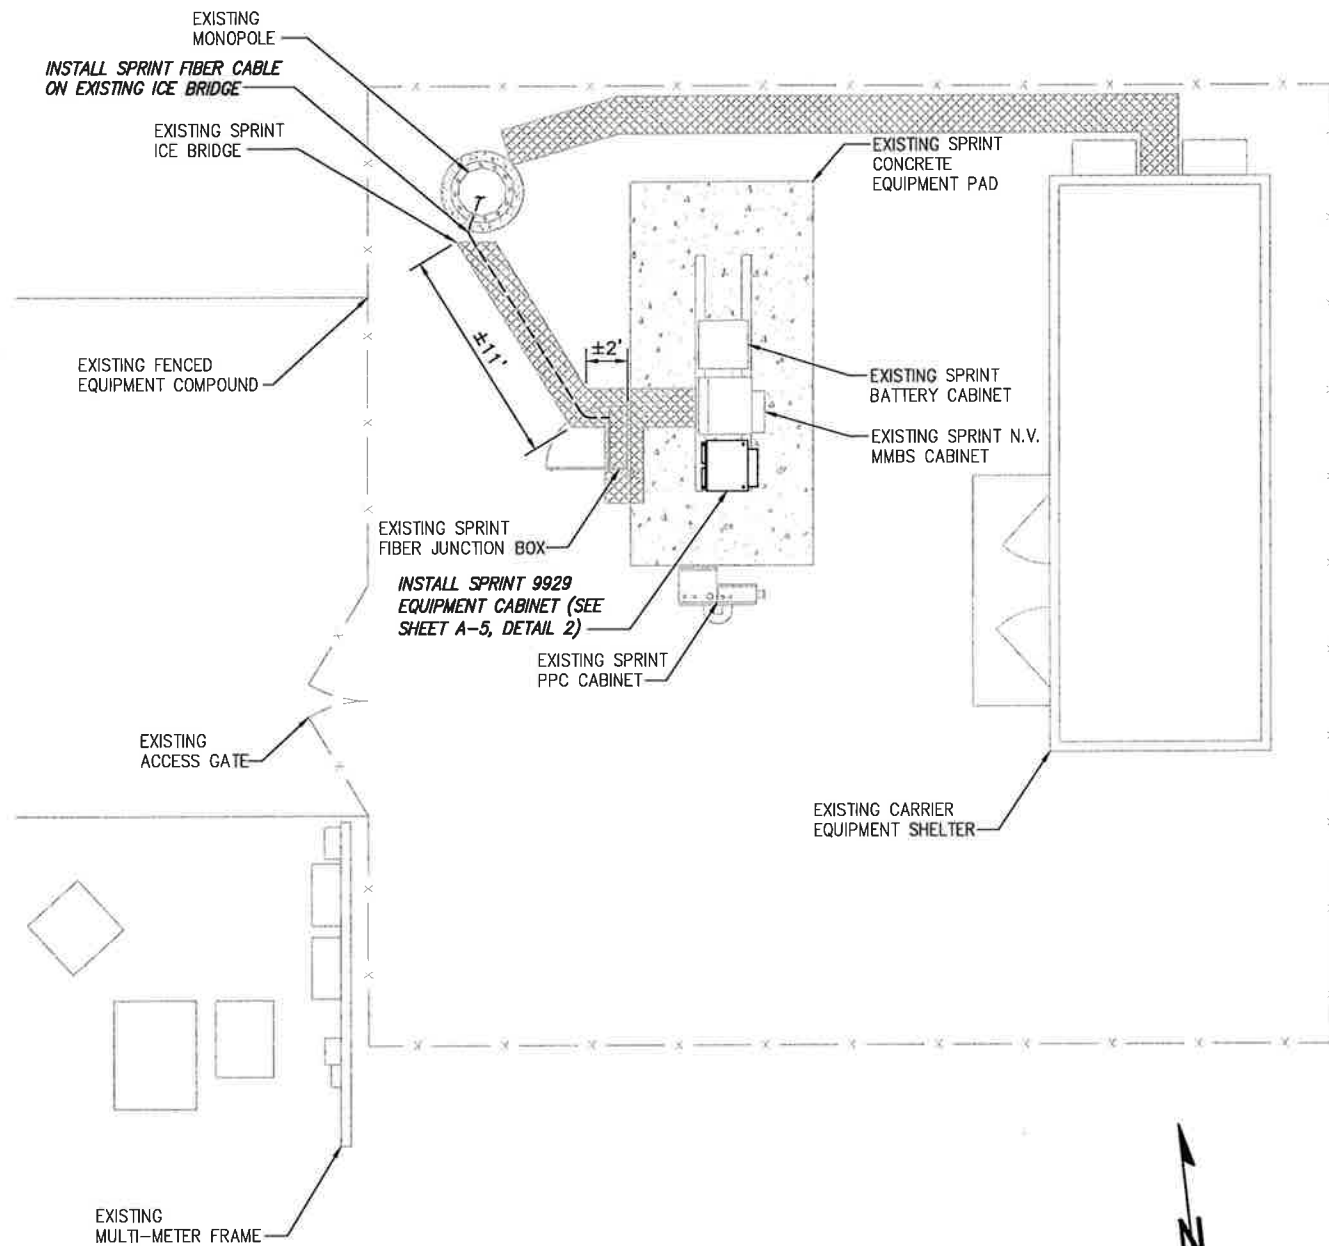 EXISTING
MONOPOLE
INSTALL SPRINT FIBER CABLE
ON EXISTING ICE BRIDGE
EXISTING SPRINT
ICE BRIDGE
EXISTING SPRINT
CONCRETE
EQUIPMENT PAD
±11'
±2'
EXISTING FENCED
EQUIPMENT COMPOUND
EXISTING SPRINT
BATTERY CABINET
EXISTING SPRINT N.V.
MMBS CABINET
EXISTING SPRINT
FIBER JUNCTION BOX
INSTALL SPRINT 9929
EQUIPMENT CABINET (SEE
SHEET A-5, DETAIL 2)
EXISTING SPRINT
PPC CABINET
EXISTING
ACCESS GATE
EXISTING CARRIER
EQUIPMENT SHELTER
EXISTING
MULTI-METER FRAME
N